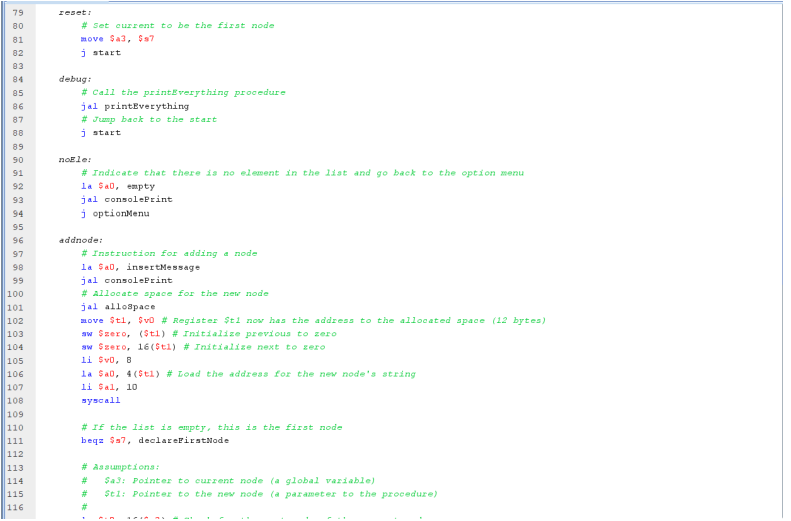 79 reset:
80 # Set current to be the first node
81 move $a3, $s7
82 j start
83
84 debug:
85 # Call the printEverything procedure
86 jal printEverything
87 # Jump back to the start
88 j start
89
90 noEle:
91 # Indicate that there is no element in the list and go back to the option menu
92 la $a0, empty
93 jal consolePrint
94 j optionMenu
95
96 addnode:
97 # Instruction for adding a node
98 la $a0, insertMessage
99 jal consolePrint
100 # Allocate space for the new node
101 jal alloSpace
102 move $t1, $v0 # Register $t1 now has the address to the allocated space (12 bytes)
103 sw $zero, ($t1) # Initialize previous to zero
104 sw $zero, 16($t1) # Initialize next to zero
105 li $v0, 8
106 la $a0, 4($t1) # Load the address for the new node's string
107 li $a1, 10
108 syscall
109
110 # If the list is empty, this is the first node
111 beqz $s7, declareFirstNode
112
113 # Assumptions:
114 # $a3: Pointer to current node (a global variable)
115 # $t1: Pointer to the new node (a parameter to the procedure)
116 #